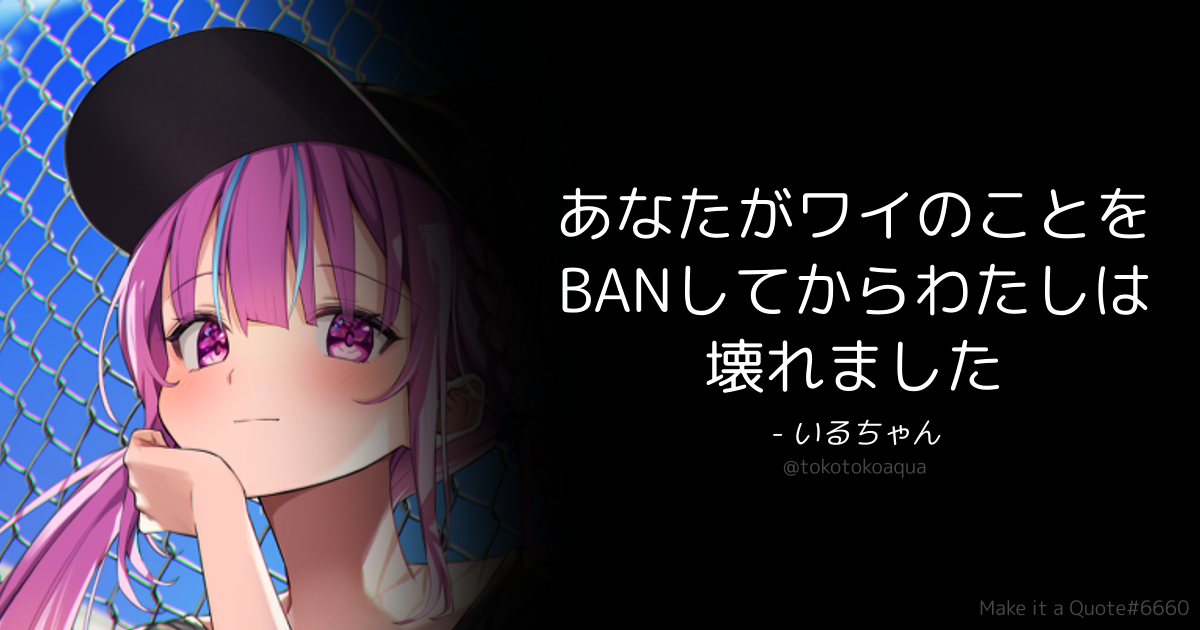 あなたがワイのことを
BANしてからわたしは
壊れました
- いるちゃん
@tokotokoaqua
Make it a Quote#6660